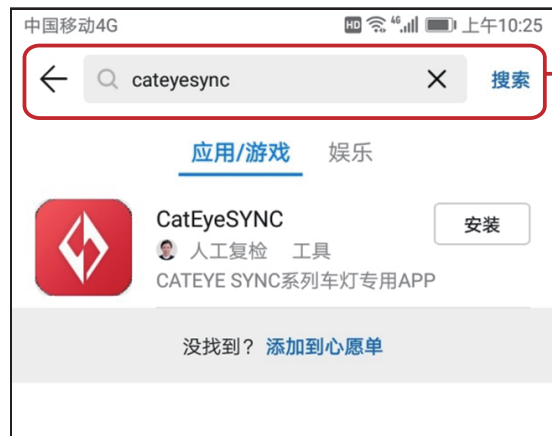 中国移动4G HD 46 上午10:25
cateyesync 搜索
应用/游戏 娱乐
CatEyeSYNC 安装
人工复检 工具
CATEYE SYNC系列车灯专用APP
没找到？ 添加到心愿单